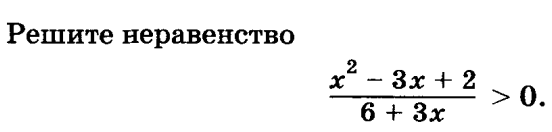 Решите неравенство
x² − 3x + 2
6 + 3x
> 0.